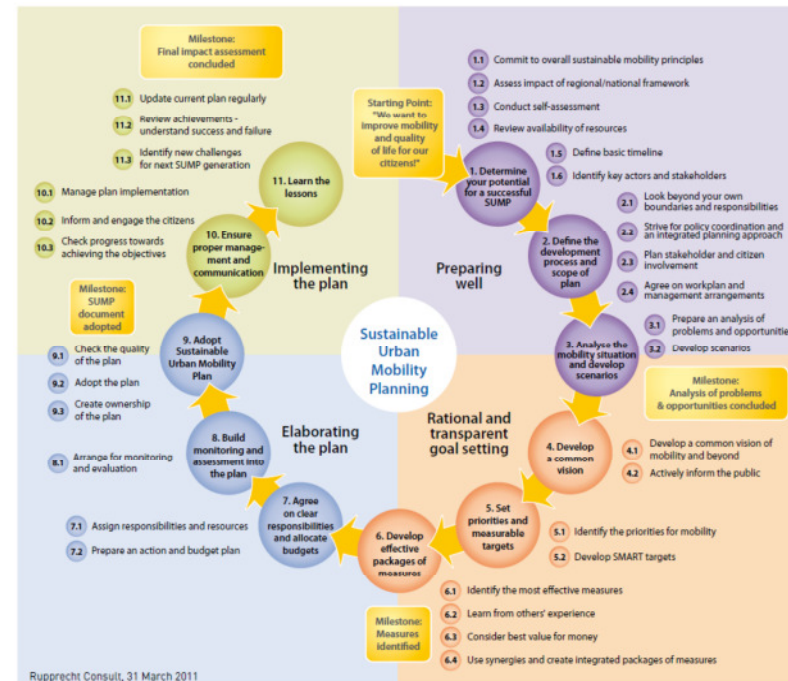 Milestone:
Final impact assessment
concluded
Starting Point:
"We want to
improve mobility
and quality
of life for our
citizens!"
1.1 Commit to overall sustainable mobility principles
1.2 Assess impact of regional/national framework
1.3 Conduct self-assessment
1.4 Review availability of resources
1.5 Define basic timeline
1.6 Identify key actors and stakeholders
1. Determine
your potential
for a successful
SUMP
2.1 Look beyond your own
boundaries and responsibilities
2.2 Strive for policy coordination and
an integrated planning approach
2.3 Plan stakeholder and citizen
involvement
2.4 Agree on workplan and
management arrangements
2. Define the
development
process and
scope of
plan
Preparing
well
3.1 Prepare an analysis of
problems and opportunities
3.2 Develop scenarios
3. Analyse the
mobility situation
and develop
scenarios
Milestone:
Analysis of problems
& opportunities concluded
Rational and
transparent
goal setting
4. Develop
a common
vision
4.1 Develop a common vision of
mobility and beyond
4.2 Actively inform the public
5. Set
priorities and
measurable
targets
5.1 Identify the priorities for mobility
5.2 Develop SMART targets
6. Develop
effective
packages of
measures
6.1 Identify the most effective measures
6.2 Learn from others' experience
6.3 Consider best value for money
6.4 Use synergies and create integrated packages of measures
Milestone:
Measures
identified
7. Agree
on clear
responsibilities
and allocate
budgets
7.1 Assign responsibilities and resources
7.2 Prepare an action and budget plan
Elaborating
the plan
8. Build
monitoring and
assessment into
the plan
8.1 Arrange for monitoring
and evaluation
9. Adopt
Sustainable
Urban Mobility
Plan
9.1 Check the quality
of the plan
9.2 Adopt the plan
9.3 Create ownership
of the plan
Milestone:
SUMP
document
adopted
10. Ensure
proper manage-
ment and
communication
10.1 Manage plan implementation
10.2 Inform and engage the citizens
10.3 Check progress towards
achieving the objectives
Implementing
the plan
11. Learn the
lessons
11.1 Update current plan regularly
11.2 Review achievements -
understand success and failure
11.3 Identify new challenges
for next SUMP generation
Sustainable
Urban
Mobility
Planning
Rupprecht Consult, 31 March 2011